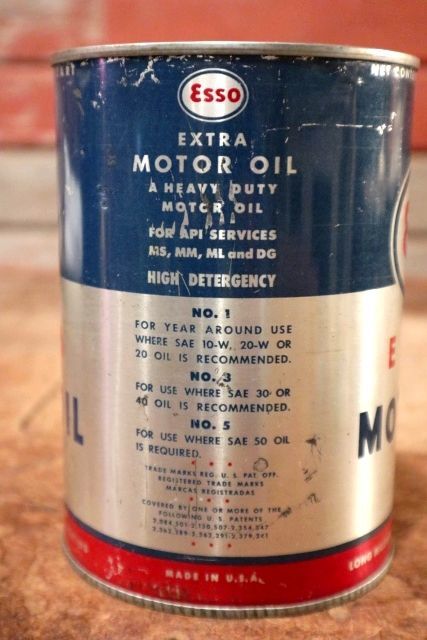 Esso
EXTRA
MOTOR OIL
A HEAVY DUTY
MOTOR OIL
FOR API SERVICES
MS, MM, ML and DG
HIGH DETERGENCY
NO. 1
FOR YEAR AROUND USE
WHERE SAE 10-W, 20-W OR
20 OIL IS RECOMMENDED.
NO. 3
FOR USE WHERE SAE 30 OR
40 OIL IS RECOMMENDED.
NO. 5
FOR USE WHERE SAE 50 OIL
IS REQUIRED.
TRADE MARKS REG. U. S. PAT. OFF.
REGISTERED TRADE MARKS
MARCAS REGISTRADAS
COVERED BY ONE OR MORE OF THE
FOLLOWING U. S. PATENTS
MADE IN U.S.A.
IL
E
MO
NET CON
LONG